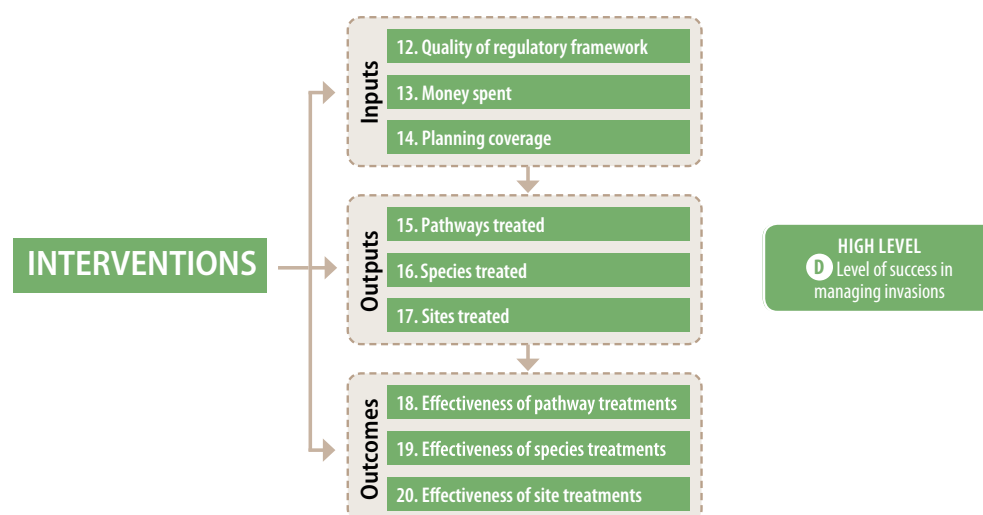 INTERVENTIONS
Inputs
12. Quality of regulatory framework
13. Money spent
14. Planning coverage
Outputs
15. Pathways treated
16. Species treated
17. Sites treated
Outcomes
18. Effectiveness of pathway treatments
19. Effectiveness of species treatments
20. Effectiveness of site treatments
HIGH LEVEL
D Level of success in
managing invasions